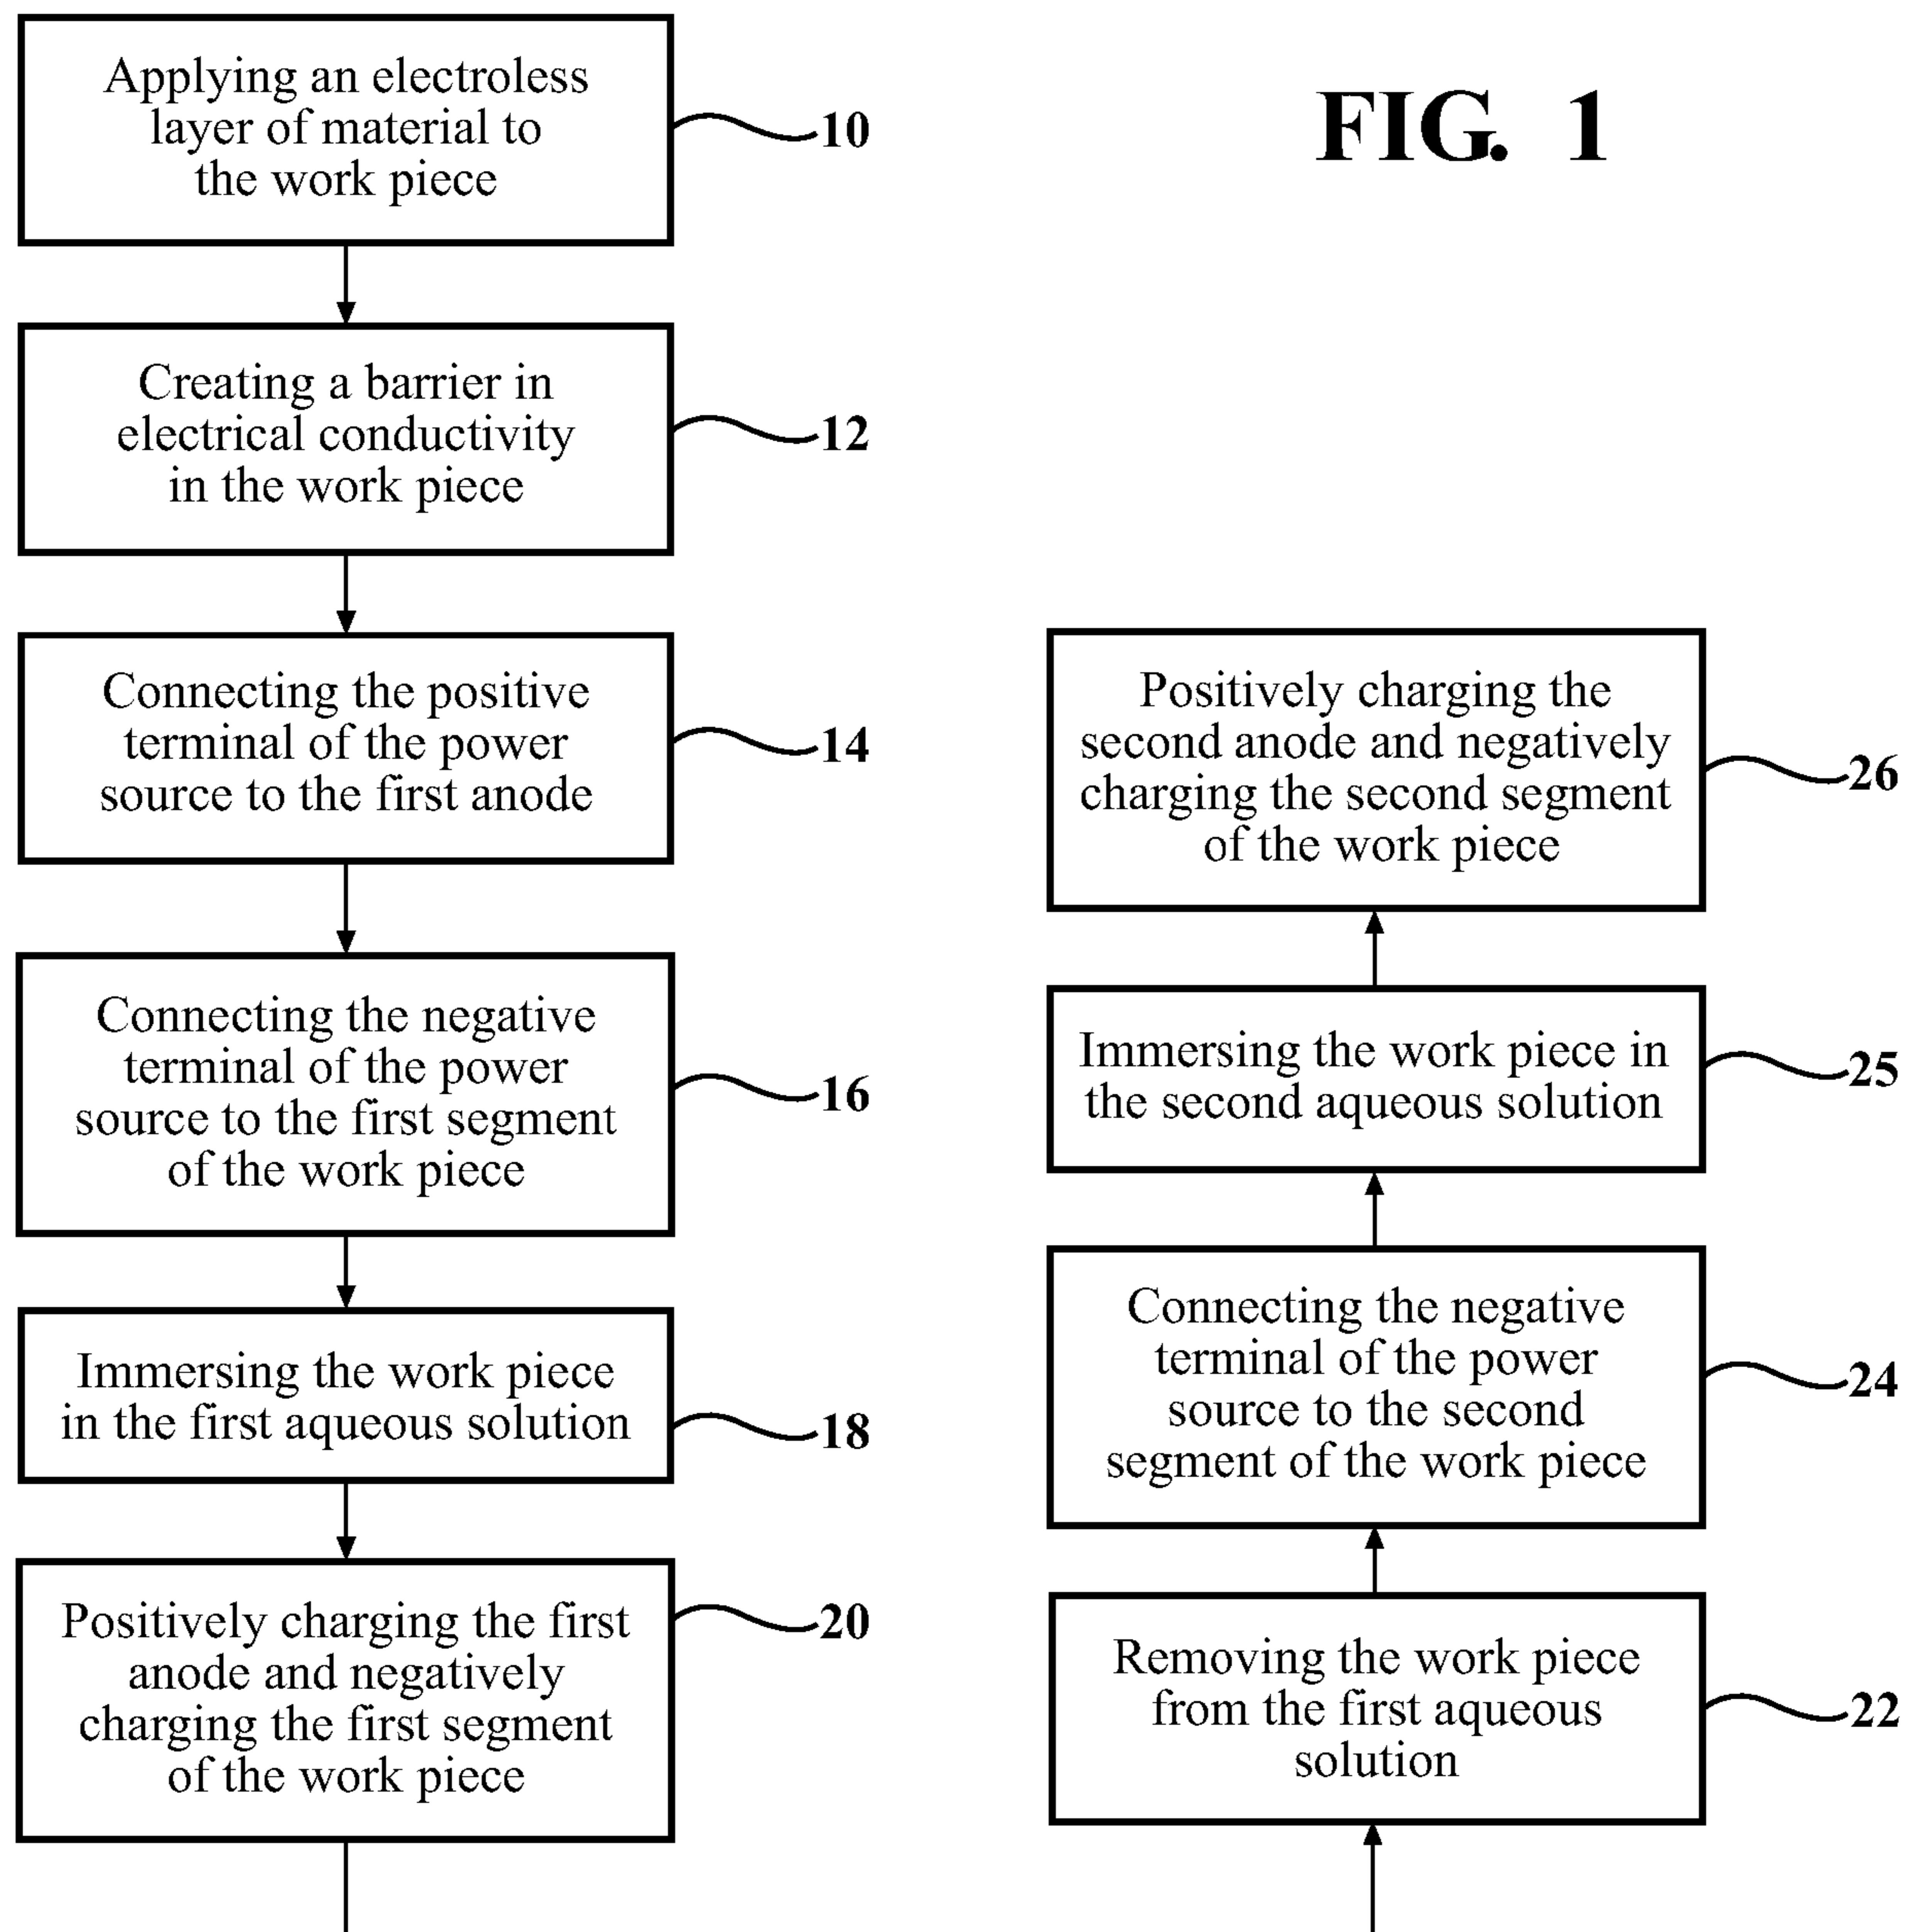 FIG. 1
Applying an electroless
layer of material to
the work piece
10
Creating a barrier in
electrical conductivity
in the work piece
12
Connecting the positive
terminal of the power
source to the first anode
14
Connecting the negative
terminal of the power
source to the first segment
of the work piece
16
Immersing the work piece
in the first aqueous solution
18
Positively charging the first
anode and negatively
charging the first segment
of the work piece
20
Removing the work piece
from the first aqueous
solution
22
Connecting the negative
terminal of the power
source to the second
segment of the work piece
24
Immersing the work piece in
the second aqueous solution
25
Positively charging the
second anode and negatively
charging the second segment
of the work piece
26